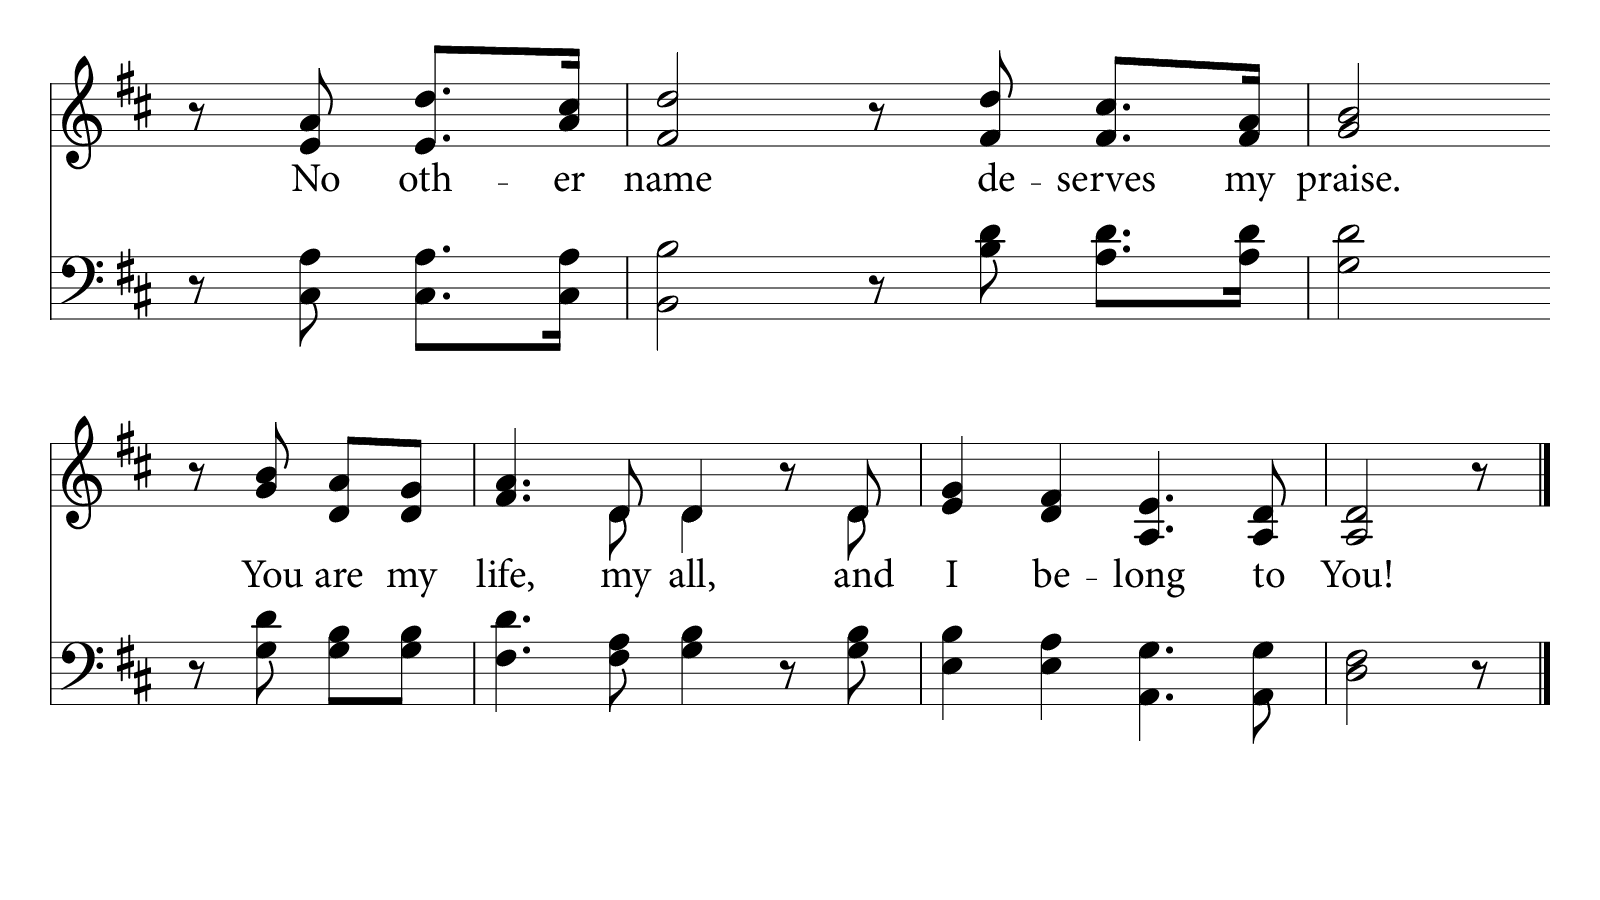 No oth - er name de - serves my praise.
You are my life, my all, and I be - long to You!